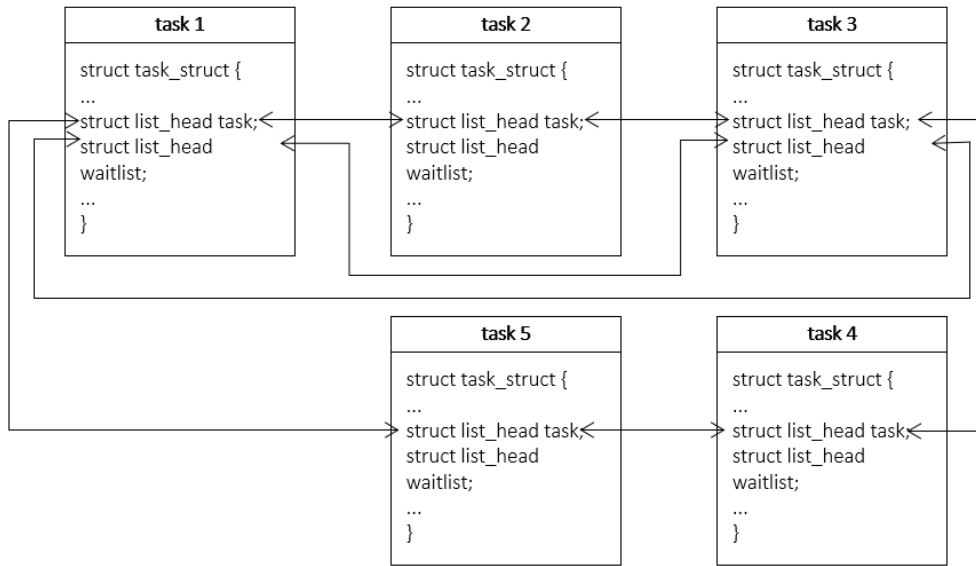 task 1
struct task_struct {
...
struct list_head task;
struct list_head
waitlist;
...
}
task 2
struct task_struct {
...
struct list_head task;
struct list_head
waitlist;
...
}
task 3
struct task_struct {
...
struct list_head task;
struct list_head
waitlist;
...
}
task 5
struct task_struct {
...
struct list_head task;
struct list_head
waitlist;
...
}
task 4
struct task_struct {
...
struct list_head task;
struct list_head
waitlist;
...
}